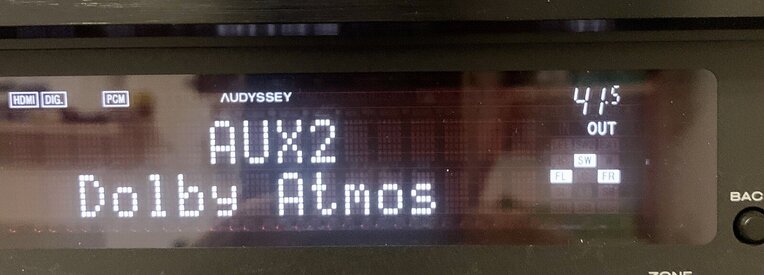 HDMI DIG. PCM AUDYSSEY 41.5
OUT
AUX2
SW
Dolby Atmos FL FR
BAC
ZONE